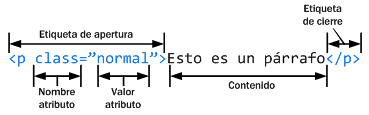 Etiqueta
de cierre
Etiqueta de apertura
<p class=”normal”>Esto es un párrafo</p>
Nombre
atributo
Valor
atributo
Contenido